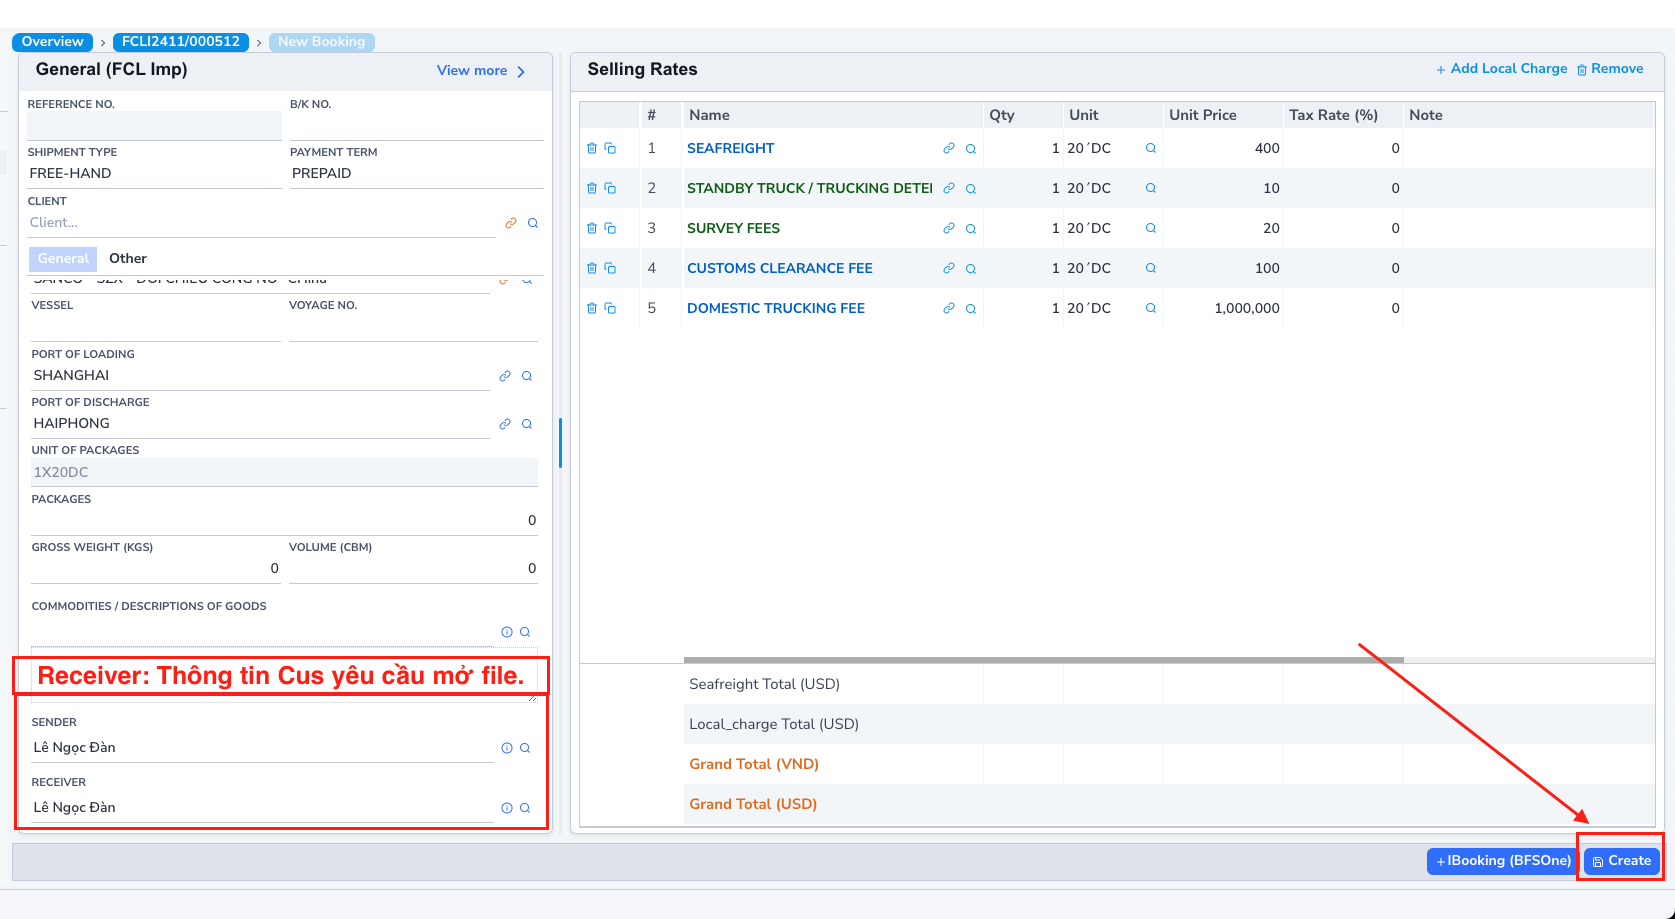 Overview > FCLI2411/000512 > New Booking
General (FCL Imp) View more
REFERENCE NO. B/K NO.
SHIPMENT TYPE PAYMENT TERM
FREE-HAND PREPAID
CLIENT
Client...
General Other
SANCO - SZX - DOI CHIEU CONG NO China
VESSEL VOYAGE NO.
PORT OF LOADING
SHANGHAI
PORT OF DISCHARGE
HAIPHONG
UNIT OF PACKAGES
1X20DC
PACKAGES
0
GROSS WEIGHT (KGS) VOLUME (CBM)
0 0
COMMODITIES / DESCRIPTIONS OF GOODS
Receiver: Thông tin Cus yêu cầu mở file.
SENDER
Lê Ngọc Đàn
RECEIVER
Lê Ngọc Đàn
Selling Rates + Add Local Charge Remove
# Name Qty Unit Unit Price Tax Rate (%) Note
1 SEAFREIGHT 1 20´DC 400 0
2 STANDBY TRUCK / TRUCKING DETEI 1 20´DC 10 0
3 SURVEY FEES 1 20´DC 20 0
4 CUSTOMS CLEARANCE FEE 1 20´DC 100 0
5 DOMESTIC TRUCKING FEE 1 20´DC 1,000,000 0
Seafreight Total (USD)
Local_charge Total (USD)
Grand Total (VND)
Grand Total (USD)
+IBooking (BFSOne) Create